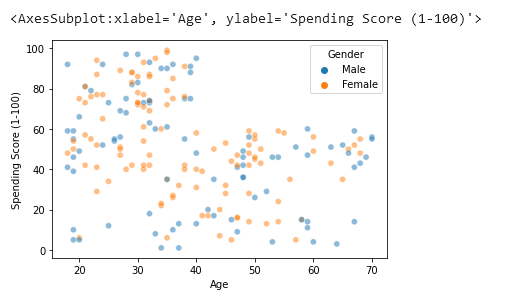 <AxesSubplot:xlabel='Age', ylabel='Spending Score (1-100)'>
100
80
60
40
20
0
Spending Score (1-100)
Gender
Male
Female
20 30 40 50 60 70
Age